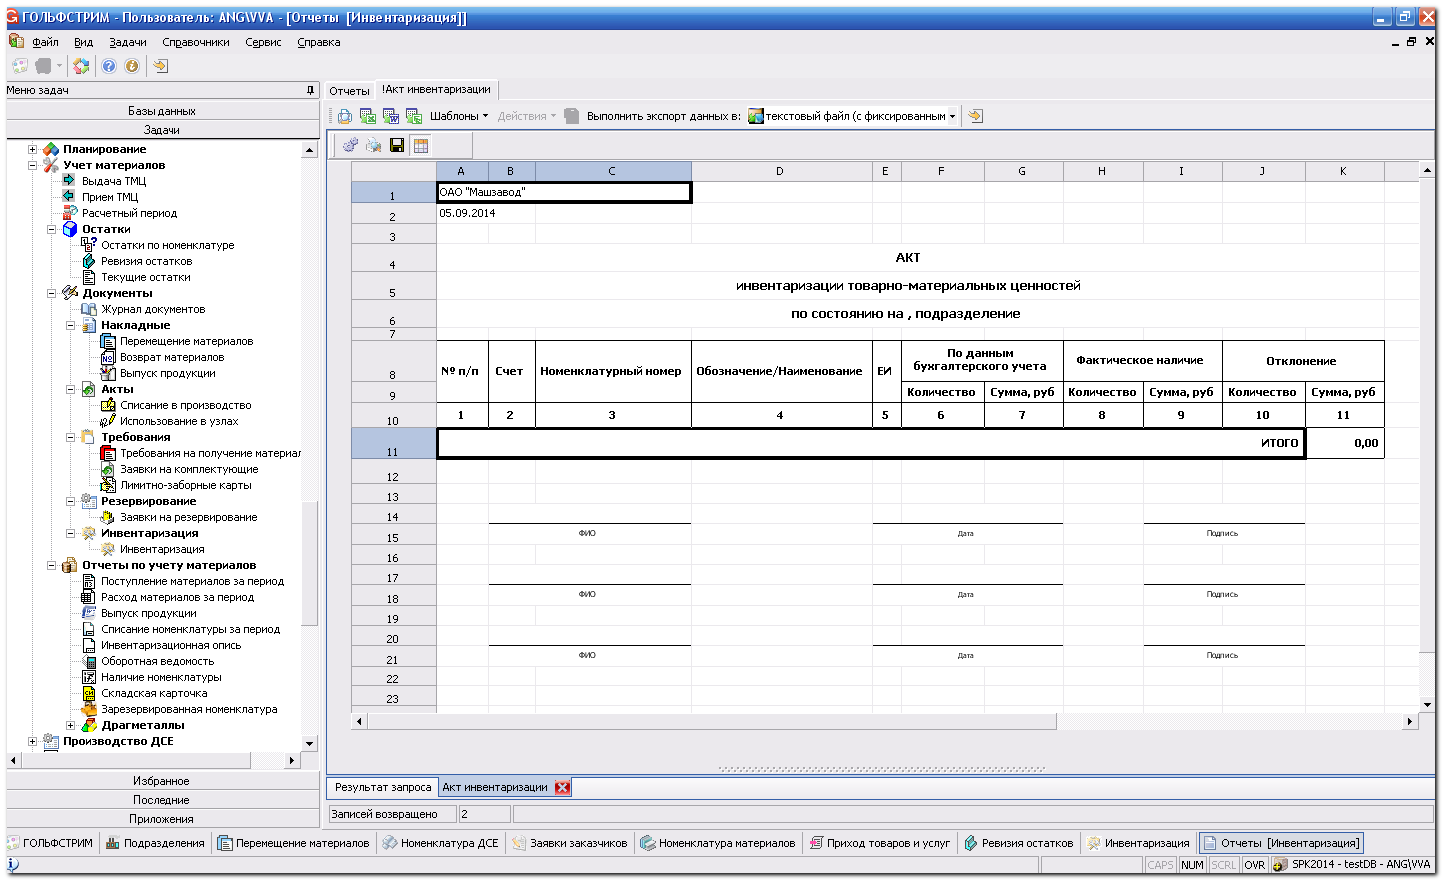 ГОЛЬФСТРИМ - Пользователь: ANG\VVA - [Отчеты [Инвентаризация]]
Файл Вид Задачи Справочники Сервис Справка
Меню задач
Базы данных
Задачи
Планирование
Учет материалов
Выдача ТМЦ
Прием ТМЦ
Расчетный период
Остатки
Остатки по номенклатуре
Ревизия остатков
Текущие остатки
Документы
Журнал документов
Накладные
Перемещение материалов
Возврат материалов
Выпуск продукции
Акты
Списание в производство
Использование в узлах
Требования
Требования на получение материал
Заявки на комплектующие
Лимитно-заборные карты
Резервирование
Заявки на резервирование
Инвентаризация
Инвентаризация
Отчеты по учету материалов
Поступление материалов за период
Расход материалов за период
Выпуск продукции
Списание номенклатуры за период
Инвентаризационная опись
Оборотная ведомость
Наличие номенклатуры
Складская карточка
Зарезервированная номенклатура
Драгметаллы
Производство ДСЕ
Избранное
Последние
Приложения
Отчеты !Акт инвентаризации
Шаблоны Действия Выполнить экспорт данных в: текстовый файл (с фиксированным
A B C D E F G H I J K
1 ОАО "Машзавод"
2 05.09.2014
3
4 АКТ
5 инвентаризации товарно-материальных ценностей
6 по состоянию на , подразделение
7
8 № п/п Счет Номенклатурный номер Обозначение/Наименование ЕИ По данным бухгалтерского учета Фактическое наличие Отклонение
9 Количество Сумма, руб Количество Сумма, руб Количество Сумма, руб
10 1 2 3 4 5 6 7 8 9 10 11
11 ИТОГО 0,00
12
13
14
15 ФИО Дата Подпись
16
17
18 ФИО Дата Подпись
19
20
21 ФИО Дата Подпись
22
23
Результат запроса Акт инвентаризации
Записей возвращено 2
ГОЛЬФСТРИМ Подразделения Перемещение материалов Номенклатура ДСЕ Заявки заказчиков Номенклатура материалов Приход товаров и услуг Ревизия остатков Инвентаризация Отчеты [Инвентаризация]
CAPS NUM SCRL OVR SPK2014 - testDB - ANG\VVA